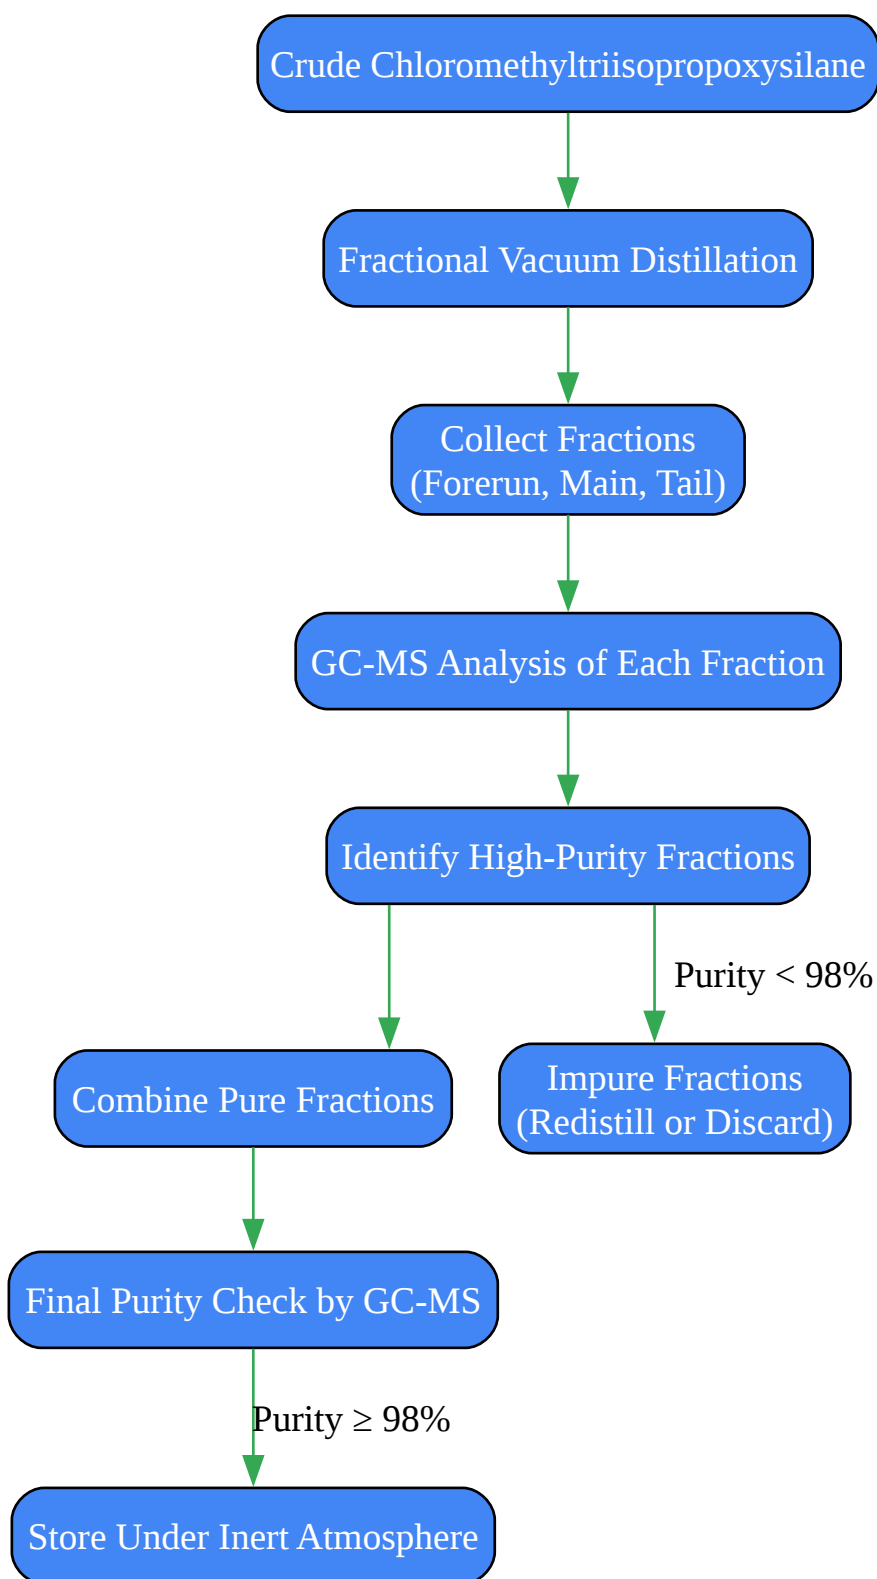 Crude Chloromethyltriisopropoxysilane
Fractional Vacuum Distillation
Collect Fractions
(Forerun, Main, Tail)
GC-MS Analysis of Each Fraction
Identify High-Purity Fractions
Purity < 98%
Combine Pure Fractions
Impure Fractions
(Redistill or Discard)
Final Purity Check by GC-MS
Purity ≥ 98%
Store Under Inert Atmosphere